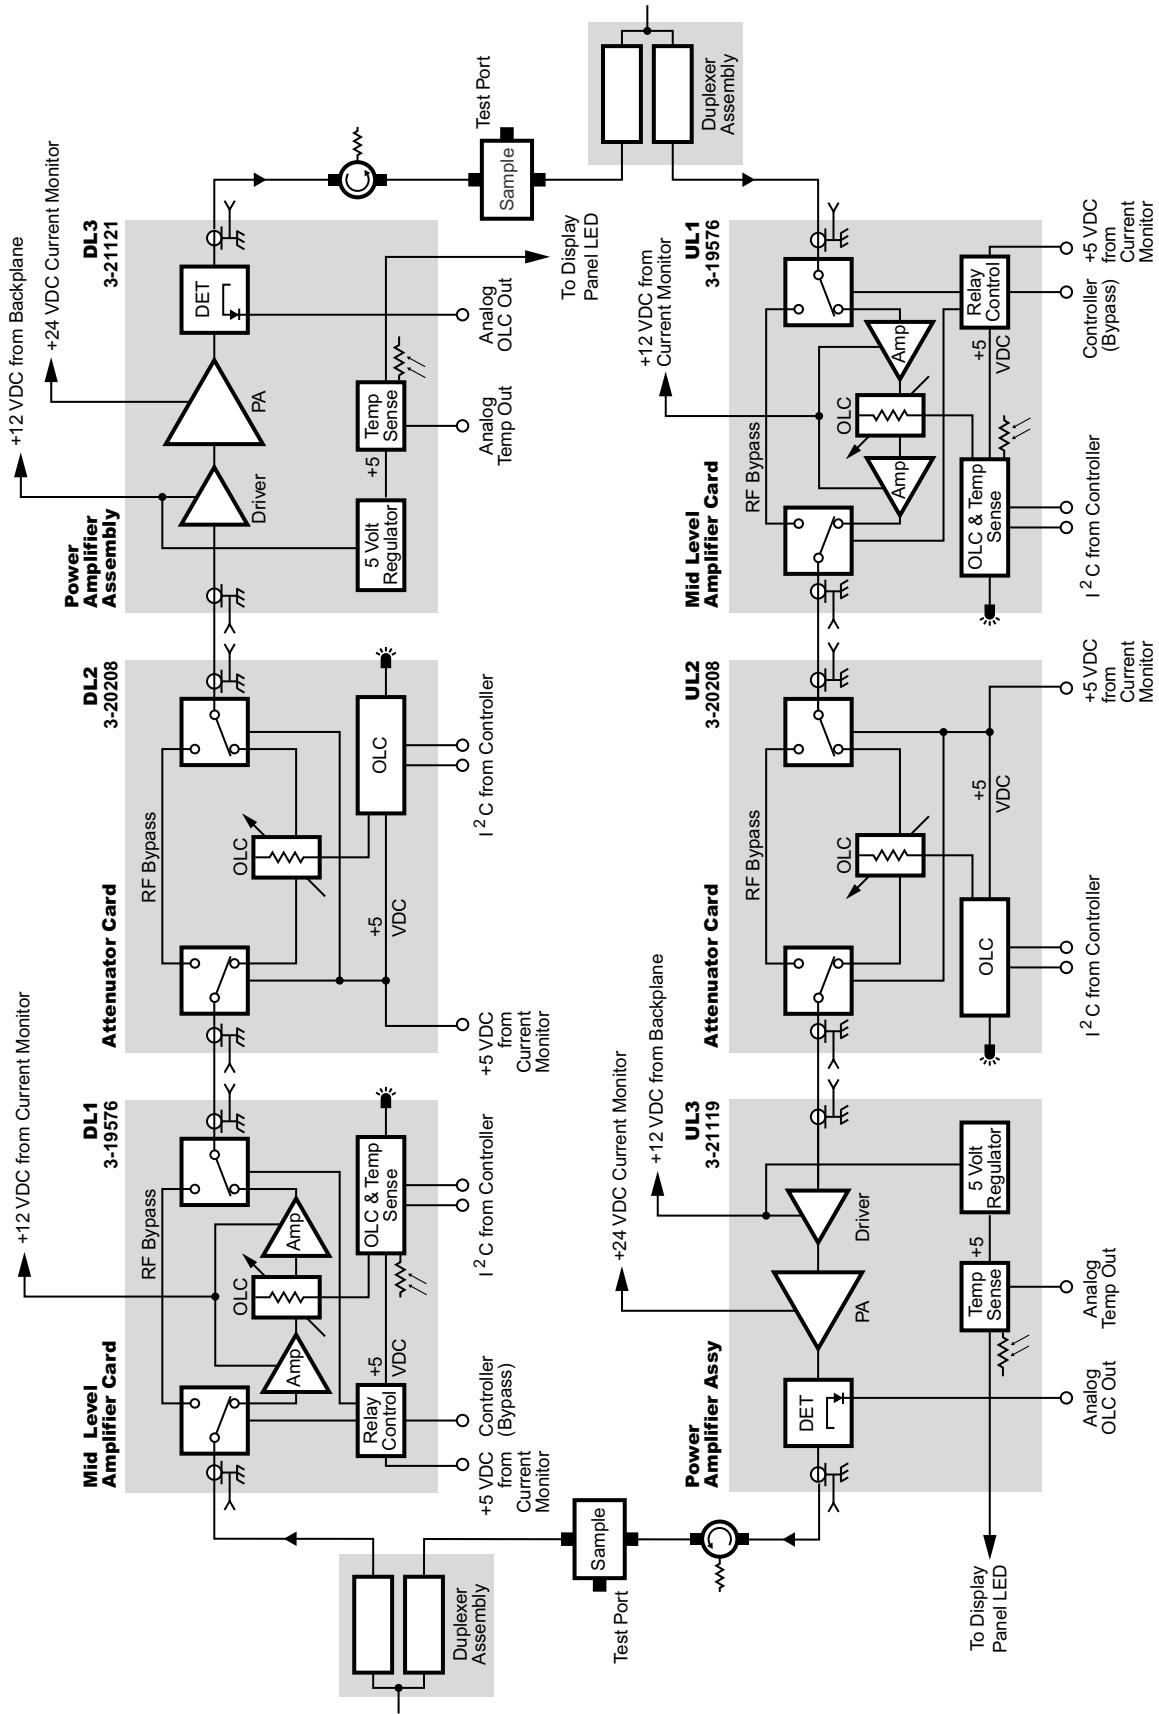 +12 VDC from Current Monitor
Mid Level
Amplifier Card
DL1
3-19576
RF Bypass
Amp
OLC
Amp
+5
VDC
Relay
Control
OLC & Temp
Sense
+5 VDC
from
Current
Monitor
Controller
(Bypass)
I 2 C from Controller
Attenuator Card
DL2
3-20208
RF Bypass
OLC
+5
VDC
OLC
+5 VDC
from
Current
Monitor
I 2 C from Controller
+12 VDC from Backplane
+24 VDC Current Monitor
Power
Amplifier
Assembly
DL3
3-21121
Driver
PA
DET
5 Volt
Regulator
+5
Temp
Sense
Analog
Temp Out
Analog
OLC Out
To Display
Panel LED
Sample
Test Port
Duplexer
Assembly
Duplexer
Assembly
Test Port
Sample
+24 VDC Current Monitor
+12 VDC from Backplane
Power
Amplifier Assy
UL3
3-21119
DET
PA
Driver
Temp
Sense
+5
5 Volt
Regulator
To Display
Panel LED
Analog
OLC Out
Analog
Temp Out
Attenuator Card
UL2
3-20208
RF Bypass
OLC
OLC
+5
VDC
I 2 C from Controller
+5 VDC
from
Current
Monitor
+12 VDC from
Current Monitor
Mid Level
Amplifier Card
UL1
3-19576
RF Bypass
Amp
OLC
Amp
OLC & Temp
Sense
+5
VDC
Relay
Control
I 2 C from Controller
Controller
(Bypass)
+5 VDC
from
Current
Monitor